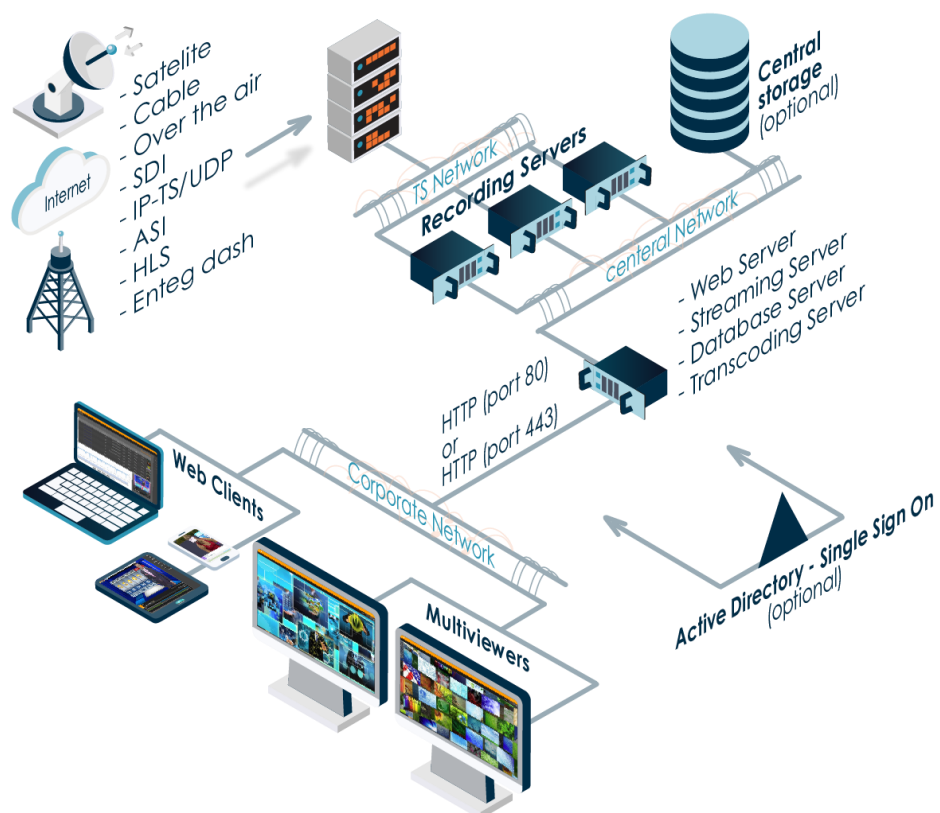 - Satelite
- Cable
- Over the air
- SDI
- IP-TS/UDP
- ASI
- HLS
- Enteg dash
Internet
TS Network
Recording Servers
Central
storage
(optional)
centeral Network
- Web Server
- Streaming Server
- Database Server
- Transcoding Server
HTTP (port 80)
or
HTTP (port 443)
Web Clients
Corporate Network
Multiviewers
Active Directory - Single Sign On
(optional)